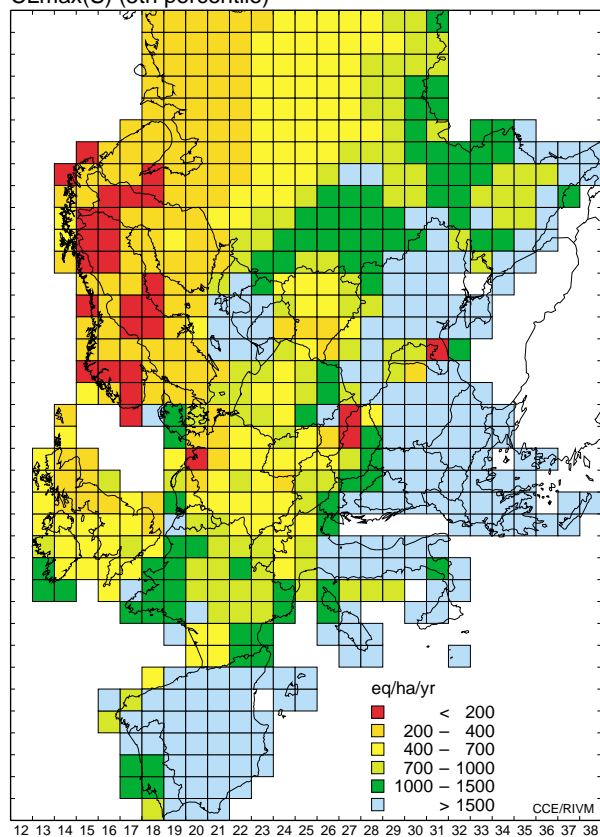 CLmax(S) (5th percentile)
eq/ha/yr
< 200
200 – 400
400 – 700
700 – 1000
1000 – 1500
> 1500
CCE/RIVM
12 13 14 15 16 17 18 19 20 21 22 23 24 25 26 27 28 29 30 31 32 33 34 35 36 37 38